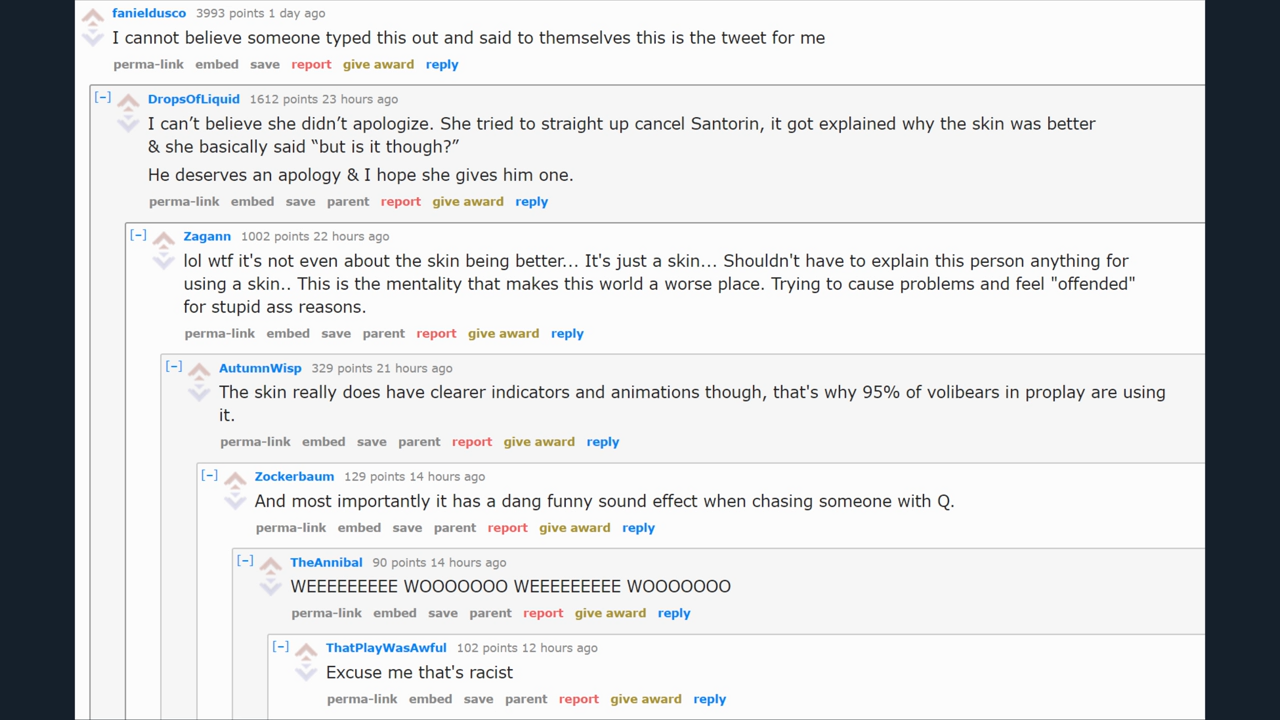 fanieldusco 3993 points 1 day ago
I cannot believe someone typed this out and said to themselves this is the tweet for me
perma-link embed save report give award reply
[-] DropsOfLiquid 1612 points 23 hours ago
I can’t believe she didn’t apologize. She tried to straight up cancel Santorin, it got explained why the skin was better
& she basically said “but is it though?”
He deserves an apology & I hope she gives him one.
perma-link embed save parent report give award reply
[-] Zagann 1002 points 22 hours ago
lol wtf it's not even about the skin being better... It's just a skin... Shouldn't have to explain this person anything for
using a skin.. This is the mentality that makes this world a worse place. Trying to cause problems and feel "offended"
for stupid ass reasons.
perma-link embed save parent report give award reply
[-] AutumnWisp 329 points 21 hours ago
The skin really does have clearer indicators and animations though, that's why 95% of volibears in proplay are using
it.
perma-link embed save parent report give award reply
[-] Zockerbaum 129 points 14 hours ago
And most importantly it has a dang funny sound effect when chasing someone with Q.
perma-link embed save parent report give award reply
[-] TheAnnibal 90 points 14 hours ago
WEEEEEEEEE WOOOOOOO WEEEEEEEEE WOOOOOOO
perma-link embed save parent report give award reply
[-] ThatPlayWasAwful 102 points 12 hours ago
Excuse me that's racist
perma-link embed save parent report give award reply